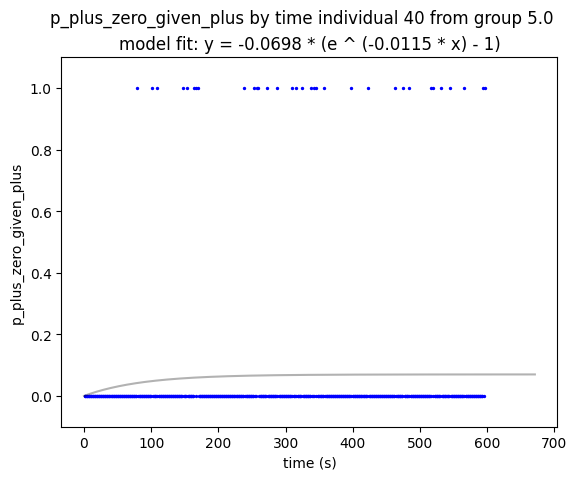 p_plus_zero_given_plus by time individual 40 from group 5.0
model fit: y = -0.0698 * (e ^ (-0.0115 * x) - 1)
p_plus_zero_given_plus
1.0
0.8
0.6
0.4
0.2
0.0
0 100 200 300 400 500 600 700
time (s)